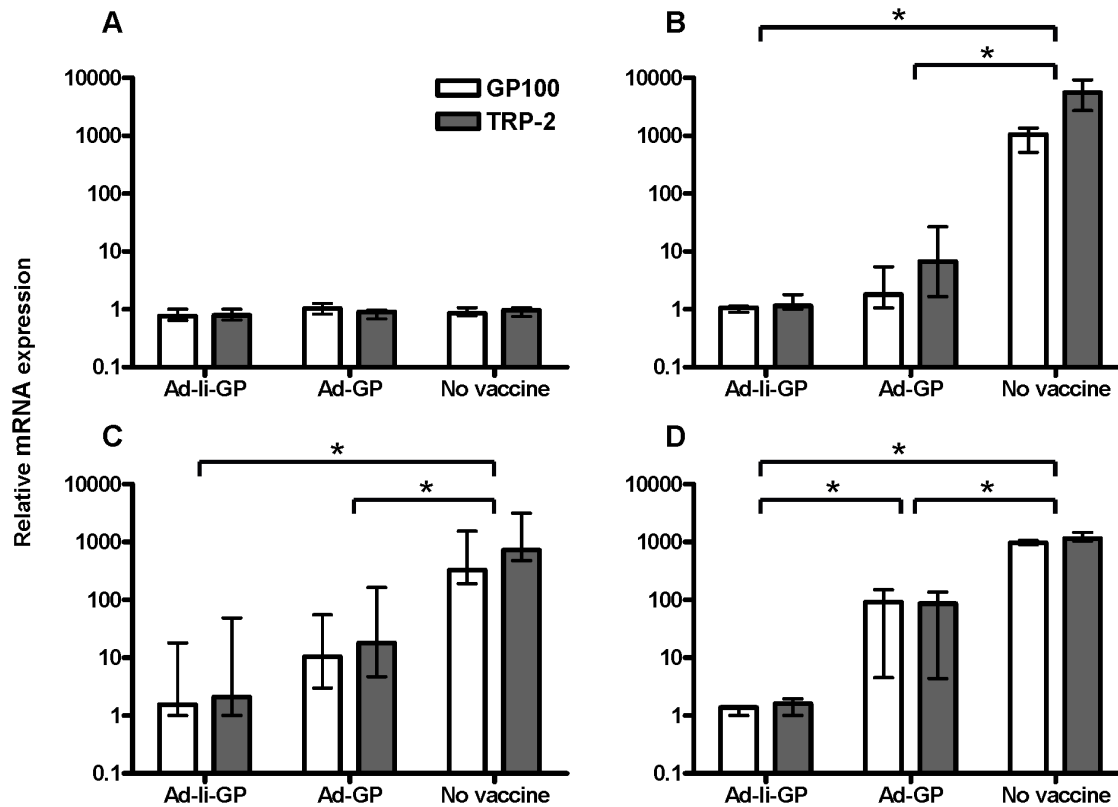 A
B
*
*
10000
1000
100
10
1
0.1
GP100
TRP-2
Ad-Ii-GP
Ad-GP
No vaccine
10000
1000
100
10
1
0.1
Ad-Ii-GP
Ad-GP
No vaccine
Relative mRNA expression
C
*
*
10000
1000
100
10
1
0.1
Ad-Ii-GP
Ad-GP
No vaccine
D
*
*
*
10000
1000
100
10
1
0.1
Ad-Ii-GP
Ad-GP
No vaccine